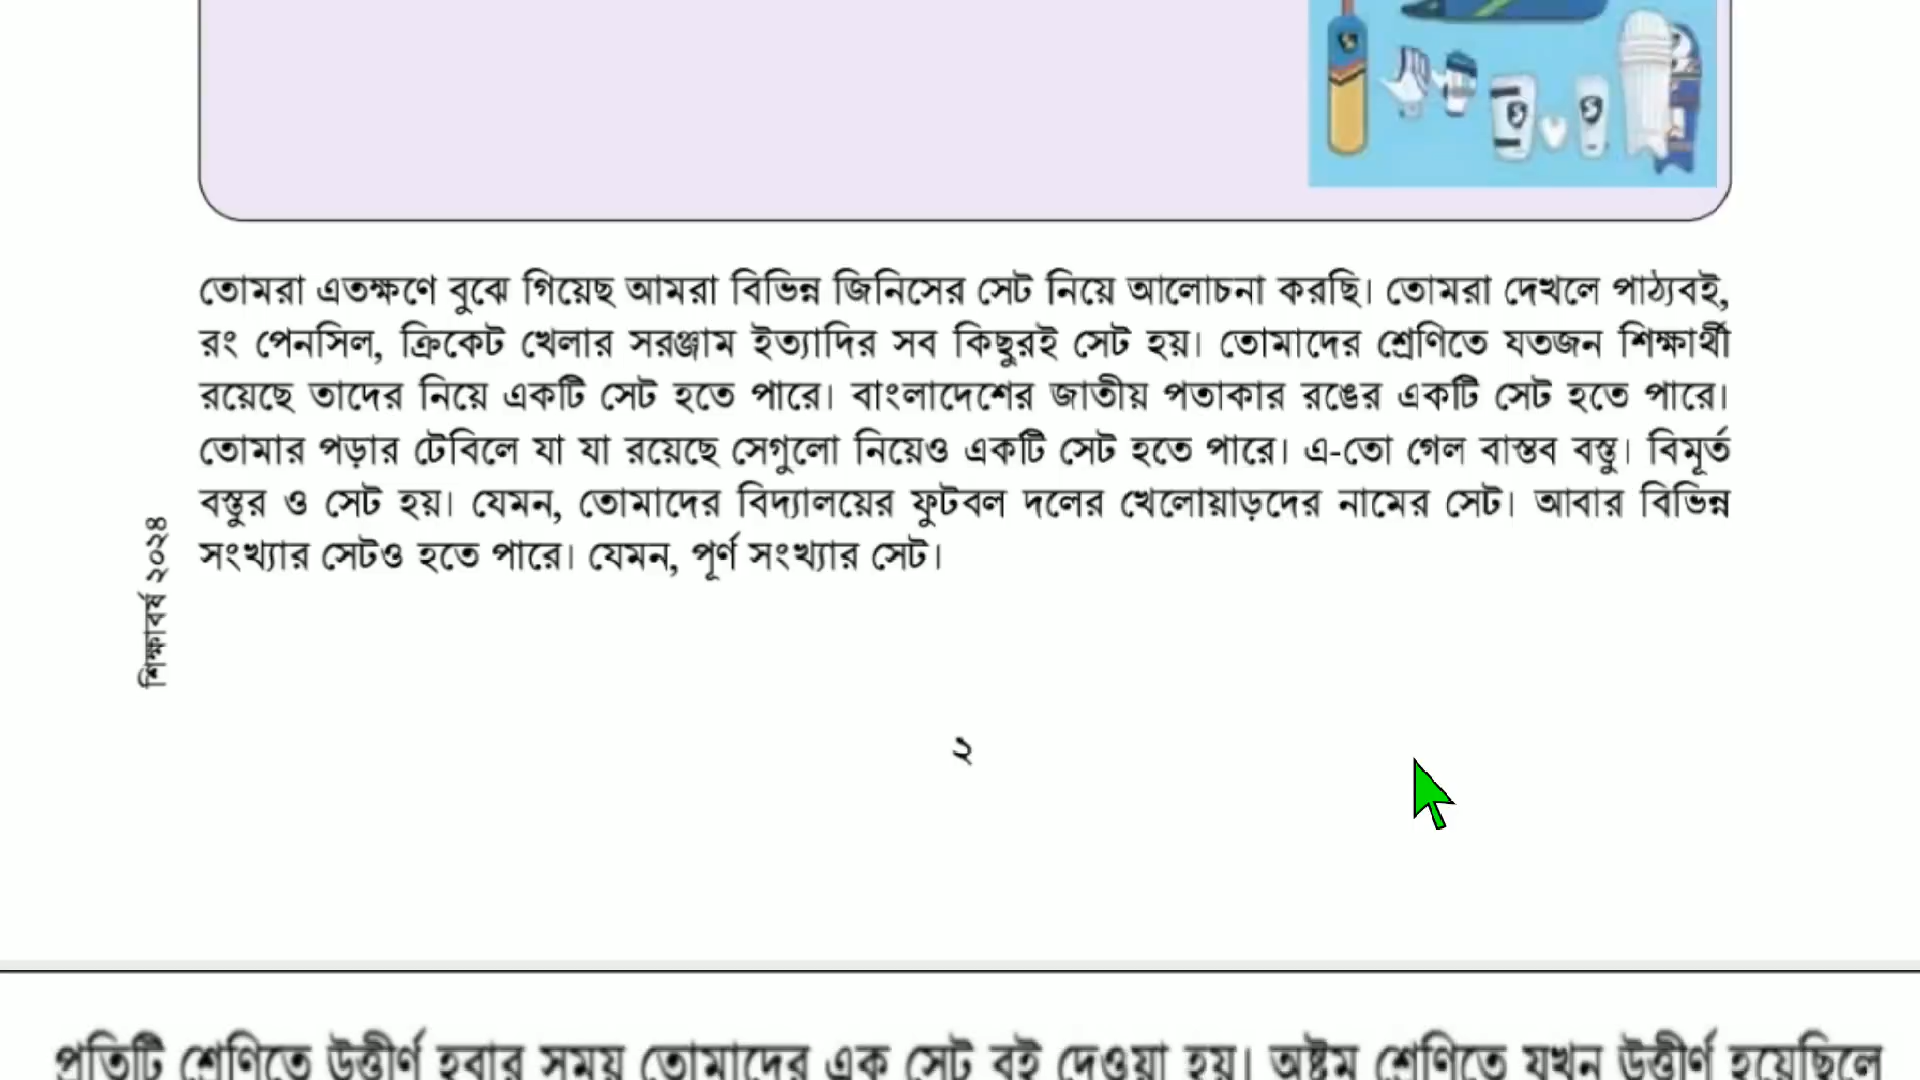 তোমরা এতক্ষণে বুঝে গিয়েছ আমরা বিভিন্ন জিনিসের সেট নিয়ে আলোচনা করছি। তোমরা দেখলে পাঠ্যবই,
রং পেনসিল, ক্রিকেট খেলার সরঞ্জাম ইত্যাদির সব কিছুরই সেট হয়। তোমাদের শ্রেণিতে যতজন শিক্ষার্থী
রয়েছে তাদের নিয়ে একটি সেট হতে পারে। বাংলাদেশের জাতীয় পতাকার রঙের একটি সেট হতে পারে।
তোমার পড়ার টেবিলে যা যা রয়েছে সেগুলো নিয়েও একটি সেট হতে পারে। এ-তো গেল বাস্তব বস্তু। বিমূর্ত
বস্তুর ও সেট হয়। যেমন, তোমাদের বিদ্যালয়ের ফুটবল দলের খেলোয়াড়দের নামের সেট। আবার বিভিন্ন
সংখ্যার সেটও হতে পারে। যেমন, পূর্ণ সংখ্যার সেট।
শিক্ষাবর্ষ ২০২৪
২
প্রতিটি শ্রেণিতে উত্তীর্ণ হবার সময় তোমাদের এক সেট বই দেওয়া হয়। অষ্টম শ্রেণিতে যখন উত্তীর্ণ হয়েছিলে